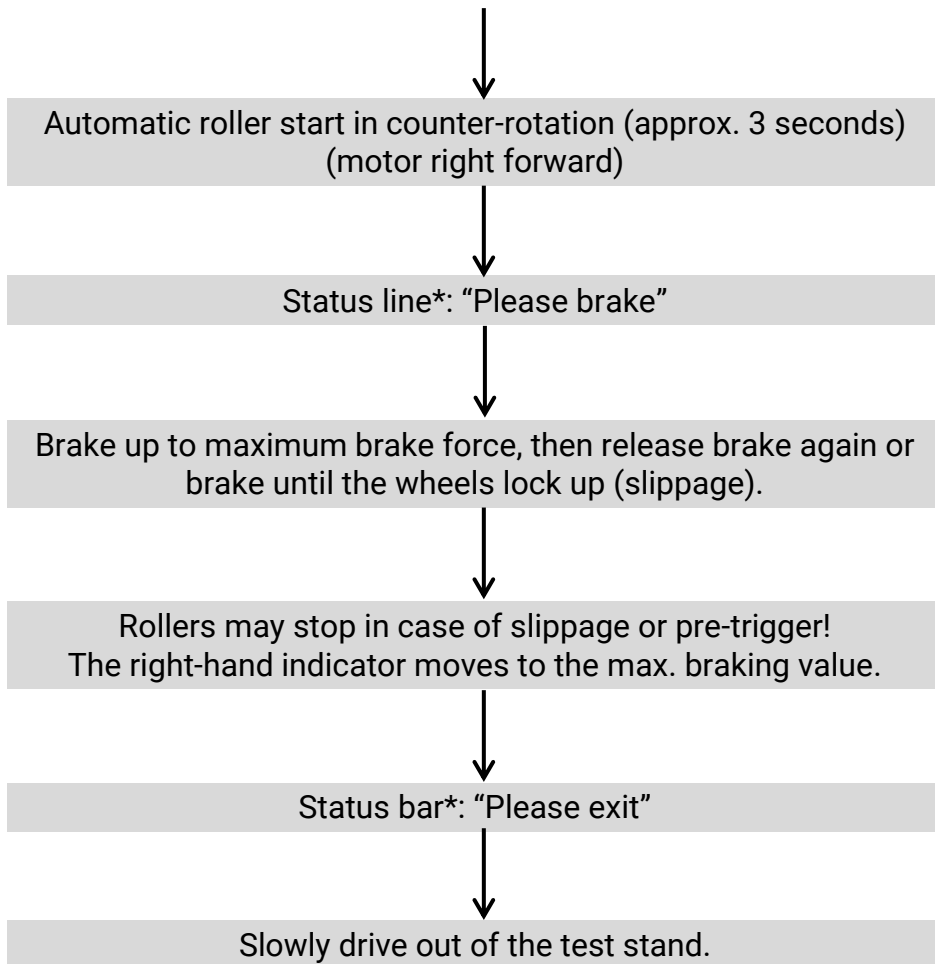 Automatic roller start in counter-rotation (approx. 3 seconds)
(motor right forward)
Status line*: “Please brake”
Brake up to maximum brake force, then release brake again or
brake until the wheels lock up (slippage).
Rollers may stop in case of slippage or pre-trigger!
The right-hand indicator moves to the max. braking value.
Status bar*: “Please exit”
Slowly drive out of the test stand.